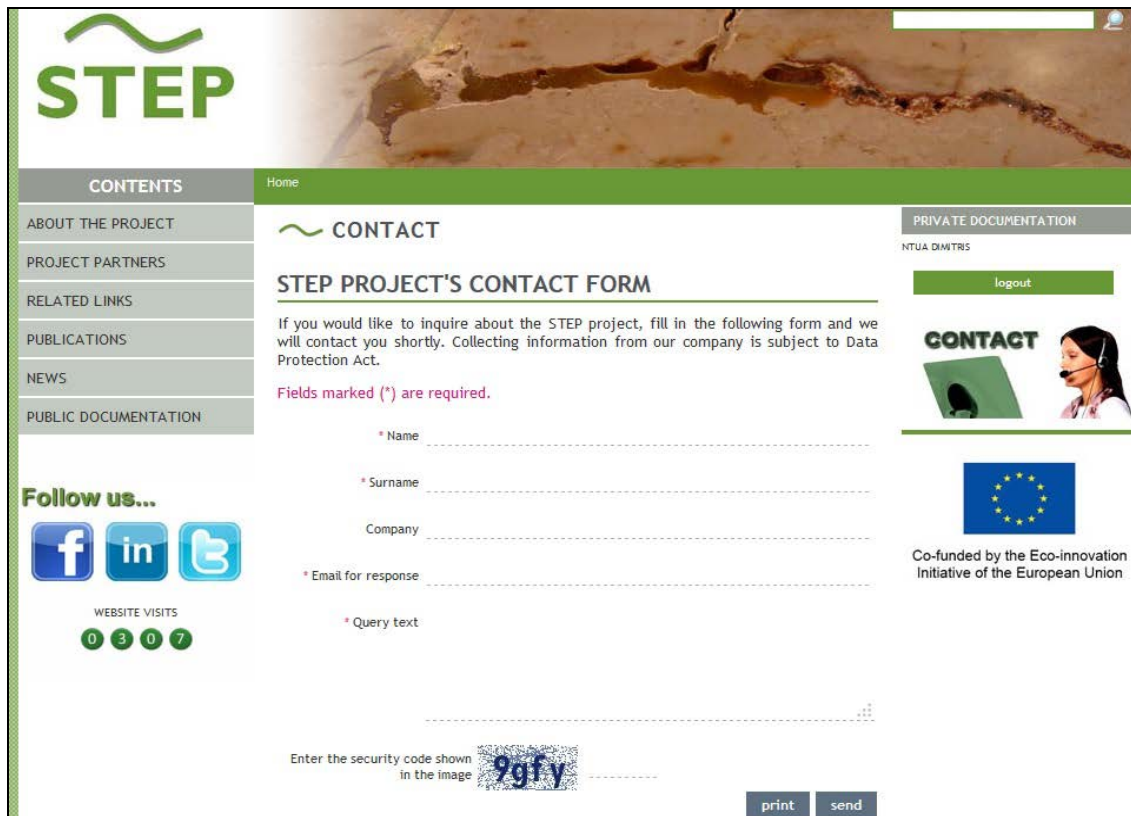 STEP
CONTENTS
ABOUT THE PROJECT
PROJECT PARTNERS
RELATED LINKS
PUBLICATIONS
NEWS
PUBLIC DOCUMENTATION
Follow us...
f in t
WEBSITE VISITS
0 3 0 7
Home
CONTACT
STEP PROJECT'S CONTACT FORM
If you would like to inquire about the STEP project, fill in the following form and we
will contact you shortly. Collecting information from our company is subject to Data
Protection Act.
Fields marked (*) are required.
* Name
* Surname
Company
* Email for response
* Query text
Enter the security code shown
in the image
9gfy
print send
PRIVATE DOCUMENTATION
NTUA DIMITRIS
logout
CONTACT
Co-funded by the Eco-innovation
Initiative of the European Union